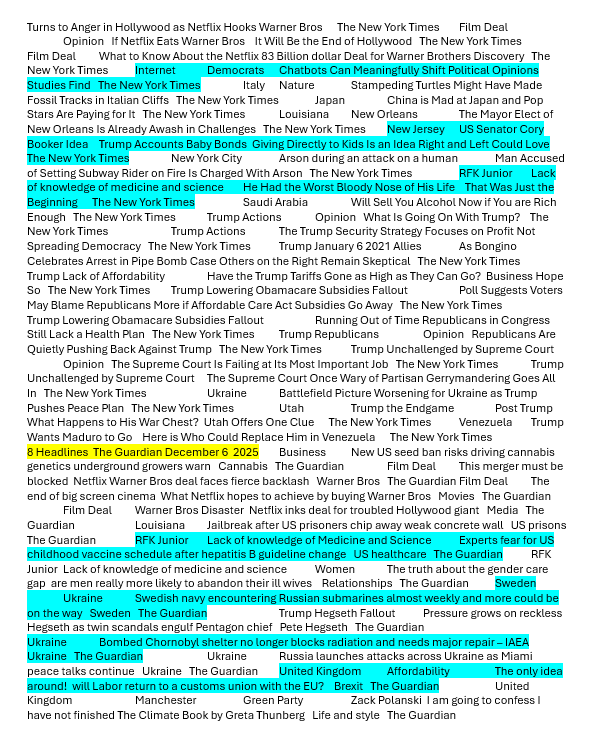 Turns to Anger in Hollywood as Netflix Hooks Warner Bros The New York Times Film Deal
Opinion If Netflix Eats Warner Bros It Will Be the End of Hollywood The New York Times
Film Deal What to Know About the Netflix 83 Billion dollar Deal for Warner Brothers Discovery The
New York Times Internet Democrats Chatbots Can Meaningfully Shift Political Opinions
Studies Find The New York Times Italy Nature Stampeding Turtles Might Have Made
Fossil Tracks in Italian Cliffs The New York Times Japan China is Mad at Japan and Pop
Stars Are Paying for It The New York Times Louisiana New Orleans The Mayor Elect of
New Orleans Is Already Awash in Challenges The New York Times New Jersey US Senator Cory
Booker Idea Trump Accounts Baby Bonds Giving Directly to Kids Is an Idea Right and Left Could Love
The New York Times New York City Arson during an attack on a human Man Accused
of Setting Subway Rider on Fire Is Charged With Arson The New York Times RFK Junior Lack
of knowledge of medicine and science He Had the Worst Bloody Nose of His Life That Was Just the
Beginning The New York Times Saudi Arabia Will Sell You Alcohol Now if You are Rich
Enough The New York Times Trump Actions Opinion What Is Going On With Trump? The
New York Times Trump Actions The Trump Security Strategy Focuses on Profit Not
Spreading Democracy The New York Times Trump January 6 2021 Allies As Bongino
Celebrates Arrest in Pipe Bomb Case Others on the Right Remain Skeptical The New York Times
Trump Lack of Affordability Have the Trump Tariffs Gone as High as They Can Go? Business Hope
So The New York Times Trump Lowering Obamacare Subsidies Fallout Poll Suggests Voters
May Blame Republicans More if Affordable Care Act Subsidies Go Away The New York Times
Trump Lowering Obamacare Subsidies Fallout Running Out of Time Republicans in Congress
Still Lack a Health Plan The New York Times Trump Republicans Opinion Republicans Are
Quietly Pushing Back Against Trump The New York Times Trump Unchallenged by Supreme Court
Opinion The Supreme Court Is Failing at Its Most Important Job The New York Times Trump
Unchallenged by Supreme Court The Supreme Court Once Wary of Partisan Gerrymandering Goes All
In The New York Times Ukraine Battlefield Picture Worsening for Ukraine as Trump
Pushes Peace Plan The New York Times Utah Trump the Endgame Post Trump
What Happens to His War Chest? Utah Offers One Clue The New York Times Venezuela Trump
Wants Maduro to Go Here is Who Could Replace Him in Venezuela The New York Times
8 Headlines The Guardian December 6 2025 Business New US seed ban risks driving cannabis
genetics underground growers warn Cannabis The Guardian Film Deal This merger must be
blocked Netflix Warner Bros deal faces fierce backlash Warner Bros The Guardian Film Deal The
end of big screen cinema What Netflix hopes to achieve by buying Warner Bros Movies The Guardian
Film Deal Warner Bros Disaster Netflix inks deal for troubled Hollywood giant Media The
Guardian Louisiana Jailbreak after US prisoners chip away weak concrete wall US prisons
The Guardian RFK Junior Lack of knowledge of Medicine and Science Experts fear for US
childhood vaccine schedule after hepatitis B guideline change US healthcare The Guardian RFK
Junior Lack of knowledge of medicine and science Women The truth about the gender care
gap are men really more likely to abandon their ill wives Relationships The Guardian Sweden
Ukraine Swedish navy encountering Russian submarines almost weekly and more could be
on the way Sweden The Guardian Trump Hegseth Fallout Pressure grows on reckless
Hegseth as twin scandals engulf Pentagon chief Pete Hegseth The Guardian
Ukraine Bombed Chornobyl shelter no longer blocks radiation and needs major repair – IAEA
Ukraine The Guardian Ukraine Russia launches attacks across Ukraine as Miami
peace talks continue Ukraine The Guardian United Kingdom Affordability The only idea
around! will Labor return to a customs union with the EU? Brexit The Guardian United
Kingdom Manchester Green Party Zack Polanski I am going to confess I
have not finished The Climate Book by Greta Thunberg Life and style The Guardian